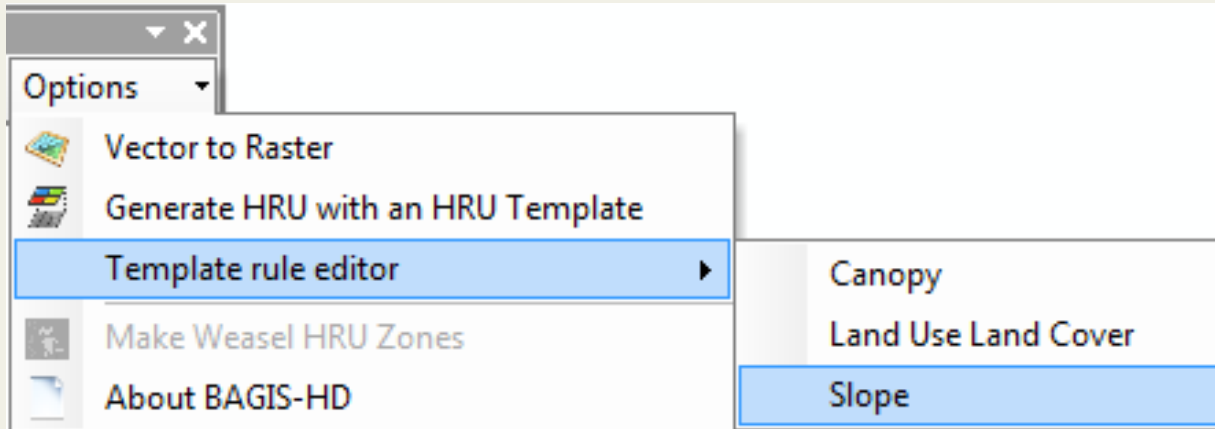 Options
Vector to Raster
Generate HRU with an HRU Template
Template rule editor
Canopy
Land Use Land Cover
Make Weasel HRU Zones
Slope
About BAGIS-HD